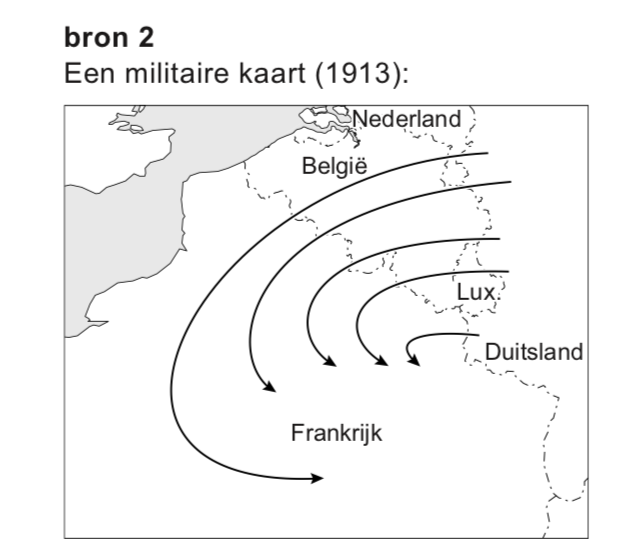 bron 2
Een militaire kaart (1913):
Nederland
België
Lux.
Duitsland
Frankrijk